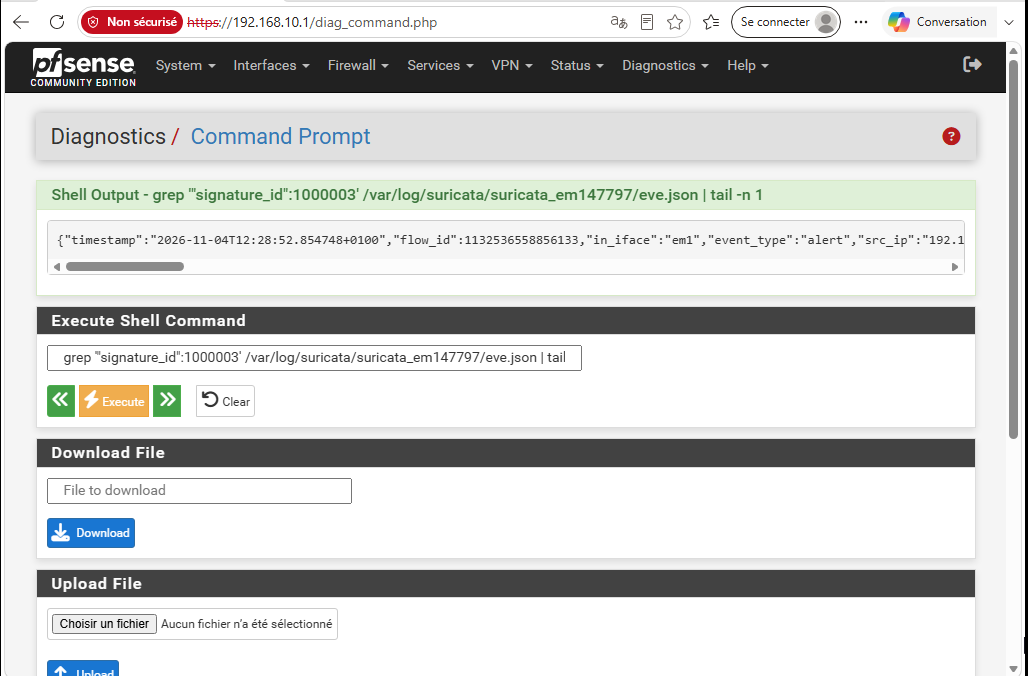 Non sécurisé https://192.168.10.1/diag_command.php Se connecter Conversation
pfsense System Interfaces Firewall Services VPN Status Diagnostics Help
COMMUNITY EDITION
Diagnostics / Command Prompt
Shell Output - grep '"signature_id":1000003' /var/log/suricata/suricata_em147797/eve.json | tail -n 1
{"timestamp":"2026-11-04T12:28:52.854748+0100","flow_id":1132536558856133,"in_iface":"em1","event_type":"alert","src_ip":"192.1
Execute Shell Command
grep '"signature_id":1000003' /var/log/suricata/suricata_em147797/eve.json | tail
Execute Clear
Download File
File to download
Download
Upload File
Choisir un fichier Aucun fichier n'a été sélectionné
Upload